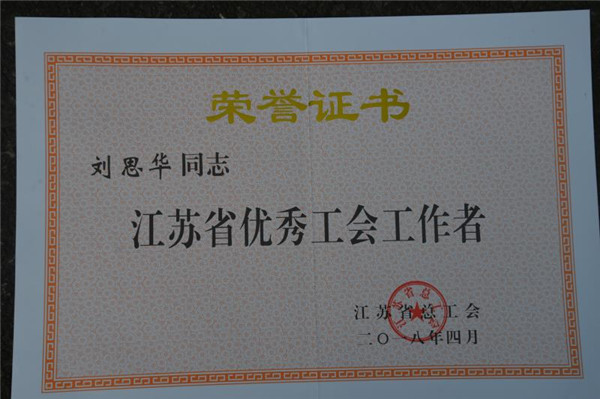 荣誉证书
刘思华 同志
江苏省优秀工会工作者
江苏省总工会
二〇一八年四月